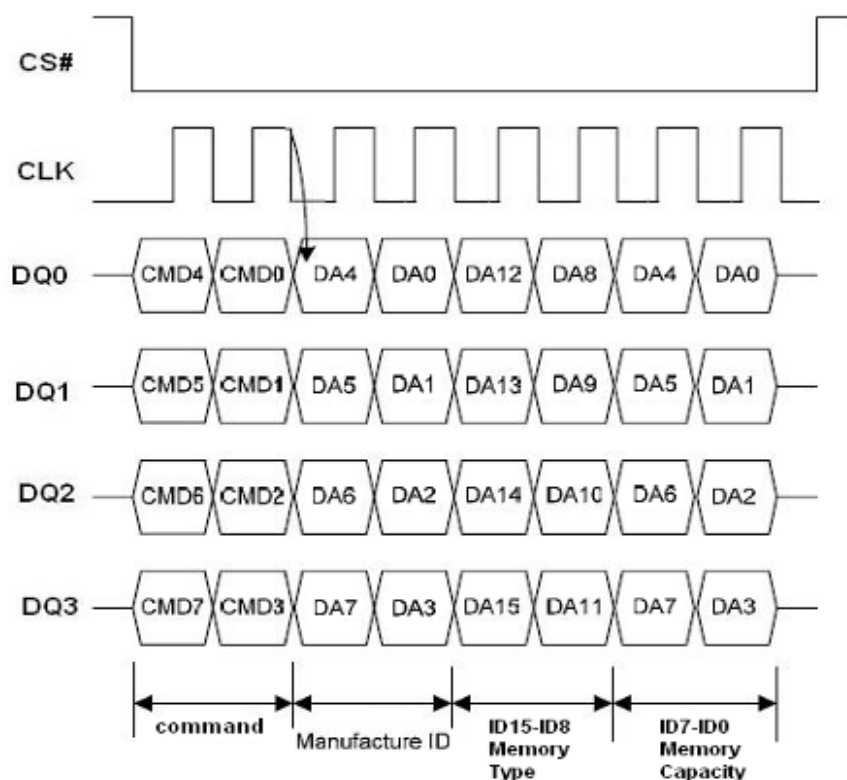 CS#
CLK
DQ0 CMD4 CMD0 DA4 DA0 DA12 DA8 DA4 DA0
DQ1 CMD5 CMD1 DA5 DA1 DA13 DA9 DA5 DA1
DQ2 CMD6 CMD2 DA6 DA2 DA14 DA10 DA6 DA2
DQ3 CMD7 CMD3 DA7 DA3 DA15 DA11 DA7 DA3
command
Manufacture ID
ID15-ID8
Memory
Type
ID7-ID0
Memory
Capacity